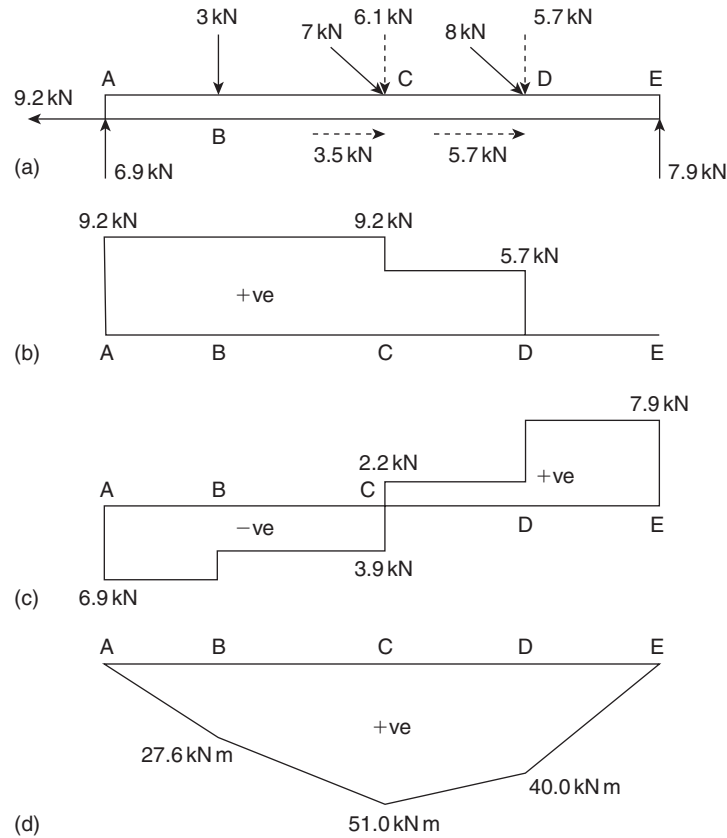 6.1 kN 5.7 kN
3 kN 7 kN 8 kN
A C D E
9.2 kN
B 3.5 kN 5.7 kN
(a) 6.9 kN 7.9 kN
9.2 kN 9.2 kN
5.7 kN
+ve
(b) A B C D E
7.9 kN
2.2 kN
A B C +ve
−ve D E
3.9 kN
(c) 6.9 kN
A B C D E
+ve
27.6 kN m
40.0 kN m
51.0 kN m
(d)